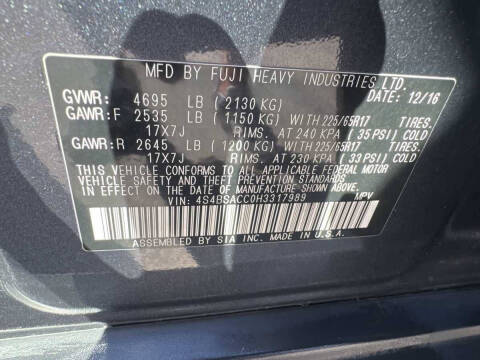 MFD BY FUJI HEAVY INDUSTRIES LTD.
GVWR: 4695 LB ( 2130 KG) DATE: 12/16
GAWR:F 2535 LB ( 1150 KG) WITH 225/65R17 TIRES.
17X7J RIMS. AT 240 KPA ( 35 PSI) COLD
GAWR:R 2645 LB ( 1200 KG) WITH 225/65R17 TIRES.
17X7J RIMS. AT 230 KPA ( 33 PSI) COLD
THIS VEHICLE CONFORMS TO ALL APPLICABLE FEDERAL MOTOR
VEHICLE SAFETY AND THEFT PREVENTION STANDARDS
IN EFFECT ON THE DATE OF MANUFACTURE SHOWN ABOVE.
VIN: 4S4BSACC0H3317989 MPV
ASSEMBLED BY SIA INC. MADE IN U.S.A.